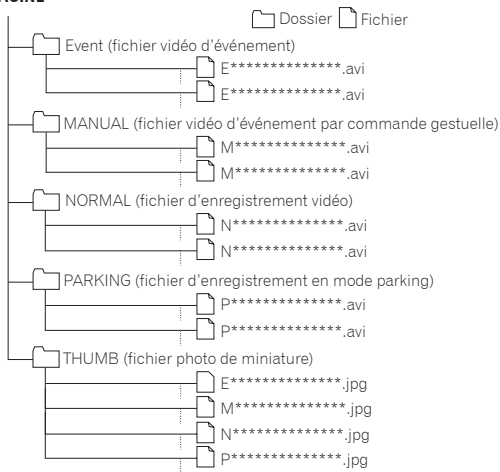 Dossier Fichier
Event (fichier vidéo d'événement)
E**************.avi
E**************.avi
MANUAL (fichier vidéo d'événement par commande gestuelle)
M**************.avi
M**************.avi
NORMAL (fichier d'enregistrement vidéo)
N**************.avi
N**************.avi
PARKING (fichier d'enregistrement en mode parking)
P**************.avi
P**************.avi
THUMB (fichier photo de miniature)
E**************.jpg
M**************.jpg
N**************.jpg
P**************.jpg